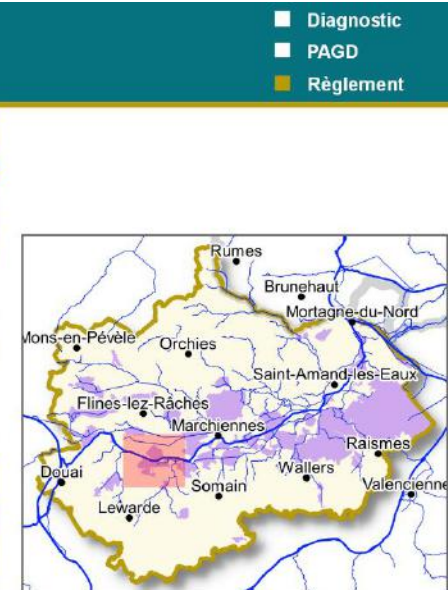 Diagnostic
PAGD
Règlement
Rumes
Brunehaut
Mortagne-du-Nord
Mons-en-Pévèle
Orchies
Saint-Amand-les-Eaux
Flines-lez-Râches
Marchiennes
Raismes
Douai
Wallers
Somain
Valencienne
Lewarde